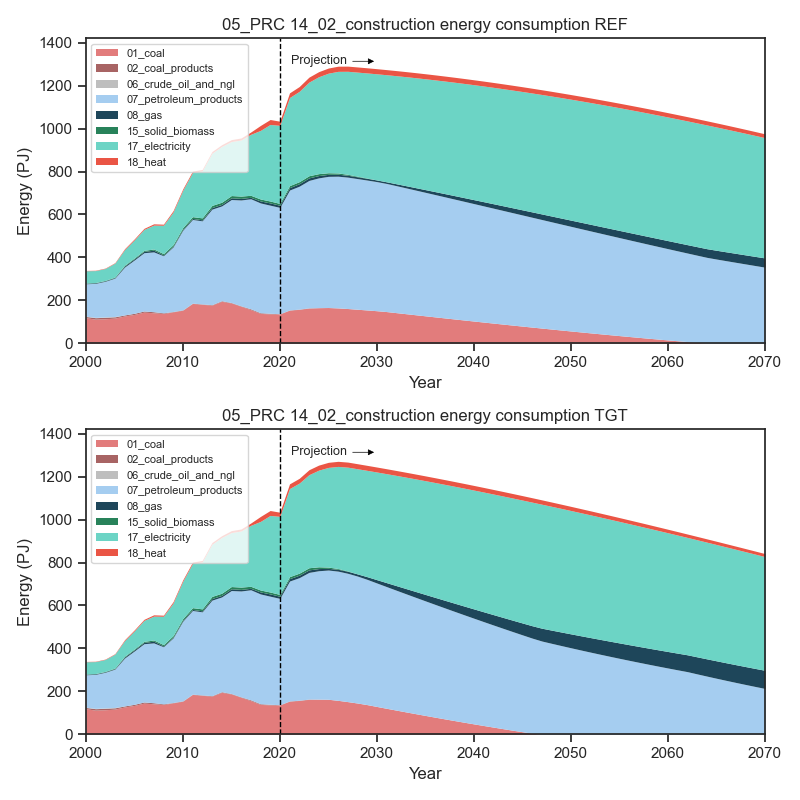 05_PRC 14_02_construction energy consumption REF
1400
1200
1000
800
600
400
200
0
Energy (PJ)
01_coal
02_coal_products
06_crude_oil_and_ngl
07_petroleum_products
08_gas
15_solid_biomass
17_electricity
18_heat
Projection
2000 2010 2020 2030 2040 2050 2060 2070
Year
05_PRC 14_02_construction energy consumption TGT
1400
1200
1000
800
600
400
200
0
Energy (PJ)
01_coal
02_coal_products
06_crude_oil_and_ngl
07_petroleum_products
08_gas
15_solid_biomass
17_electricity
18_heat
Projection
2000 2010 2020 2030 2040 2050 2060 2070
Year